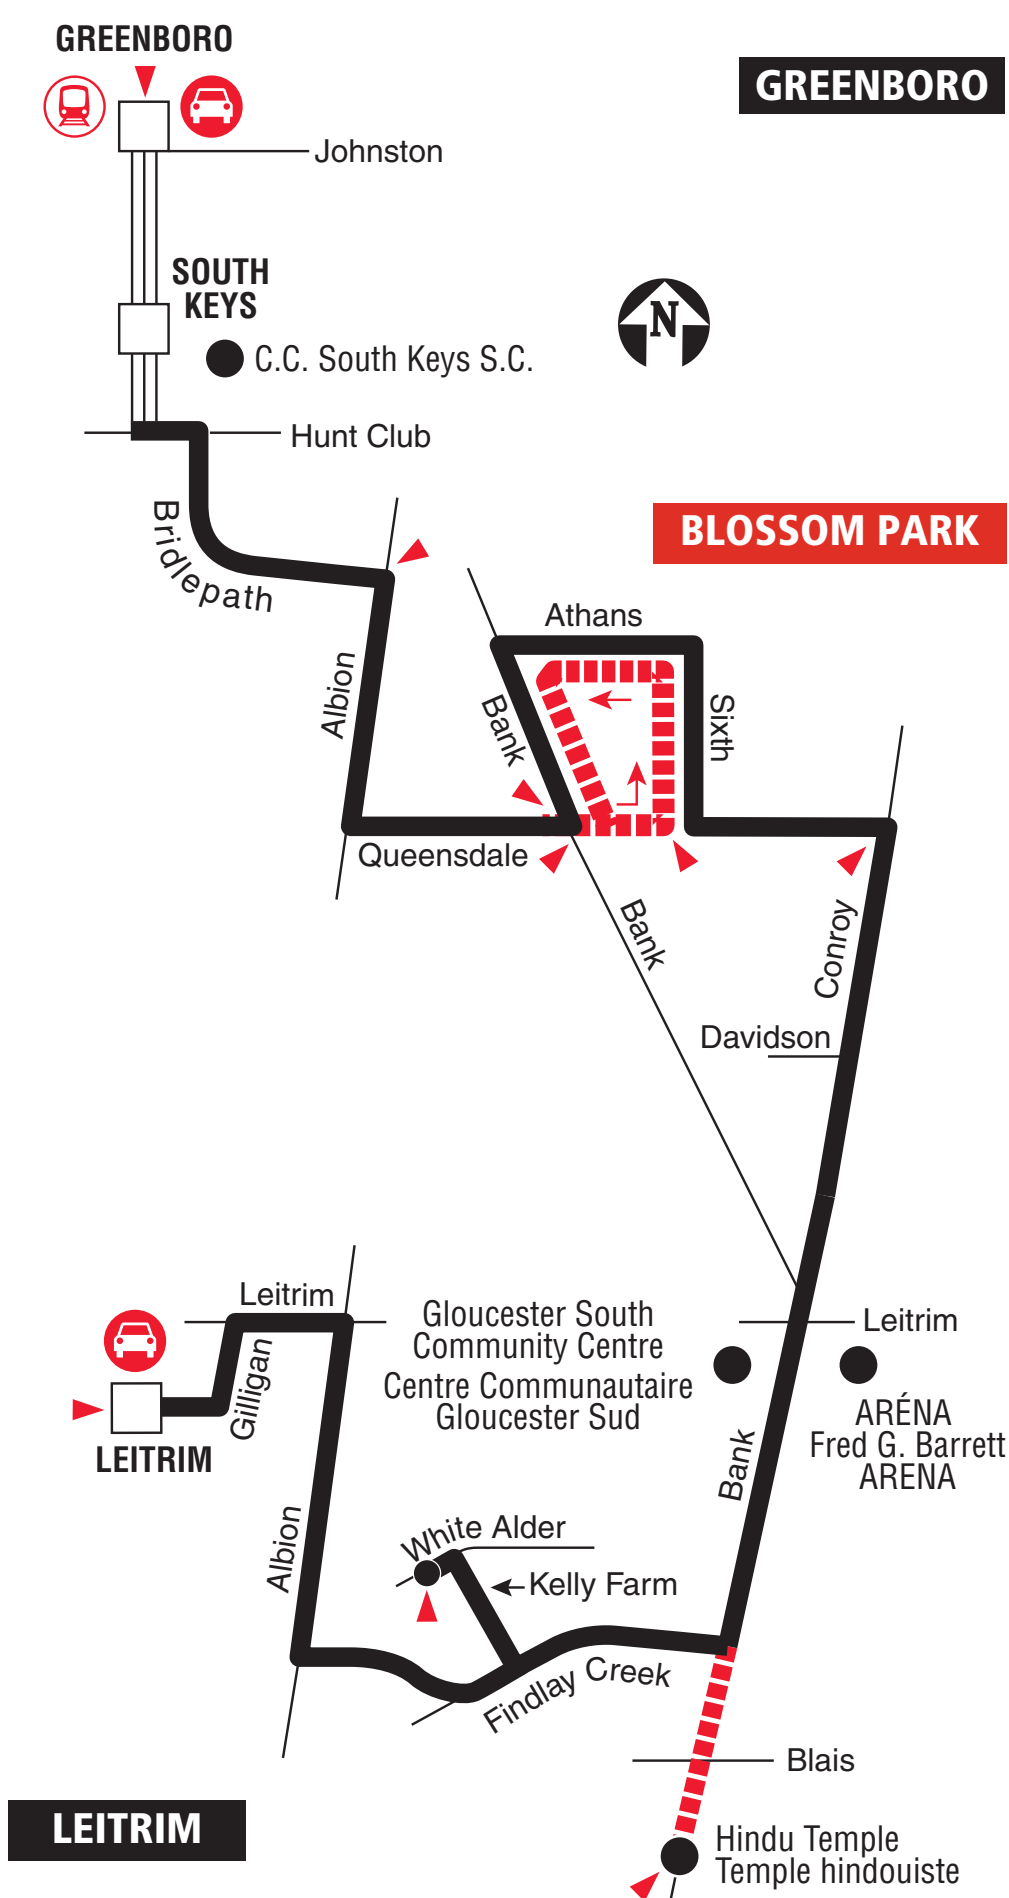 GREENBORO
GREENBORO
Johnston
SOUTH
KEYS
C.C. South Keys S.C.
N
Hunt Club
Bridlepath
BLOSSOM PARK
Athans
Albion
Bank
Sixth
Queensdale
Bank
Conroy
Davidson
Leitrim
Gloucester South
Community Centre
Centre Communautaire
Gloucester Sud
Leitrim
Gilligan
LEITRIM
ARÉNA
Fred G. Barrett
ARENA
Bank
Albion
White Alder
Kelly Farm
Findlay Creek
Blais
LEITRIM
Hindu Temple
Temple hindouiste